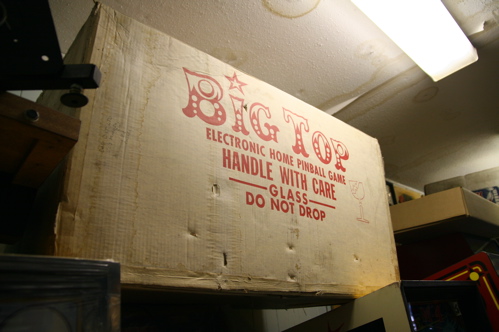 BIG TOP
ELECTRONIC HOME PINBALL GAME
HANDLE WITH CARE
GLASS
DO NOT DROP